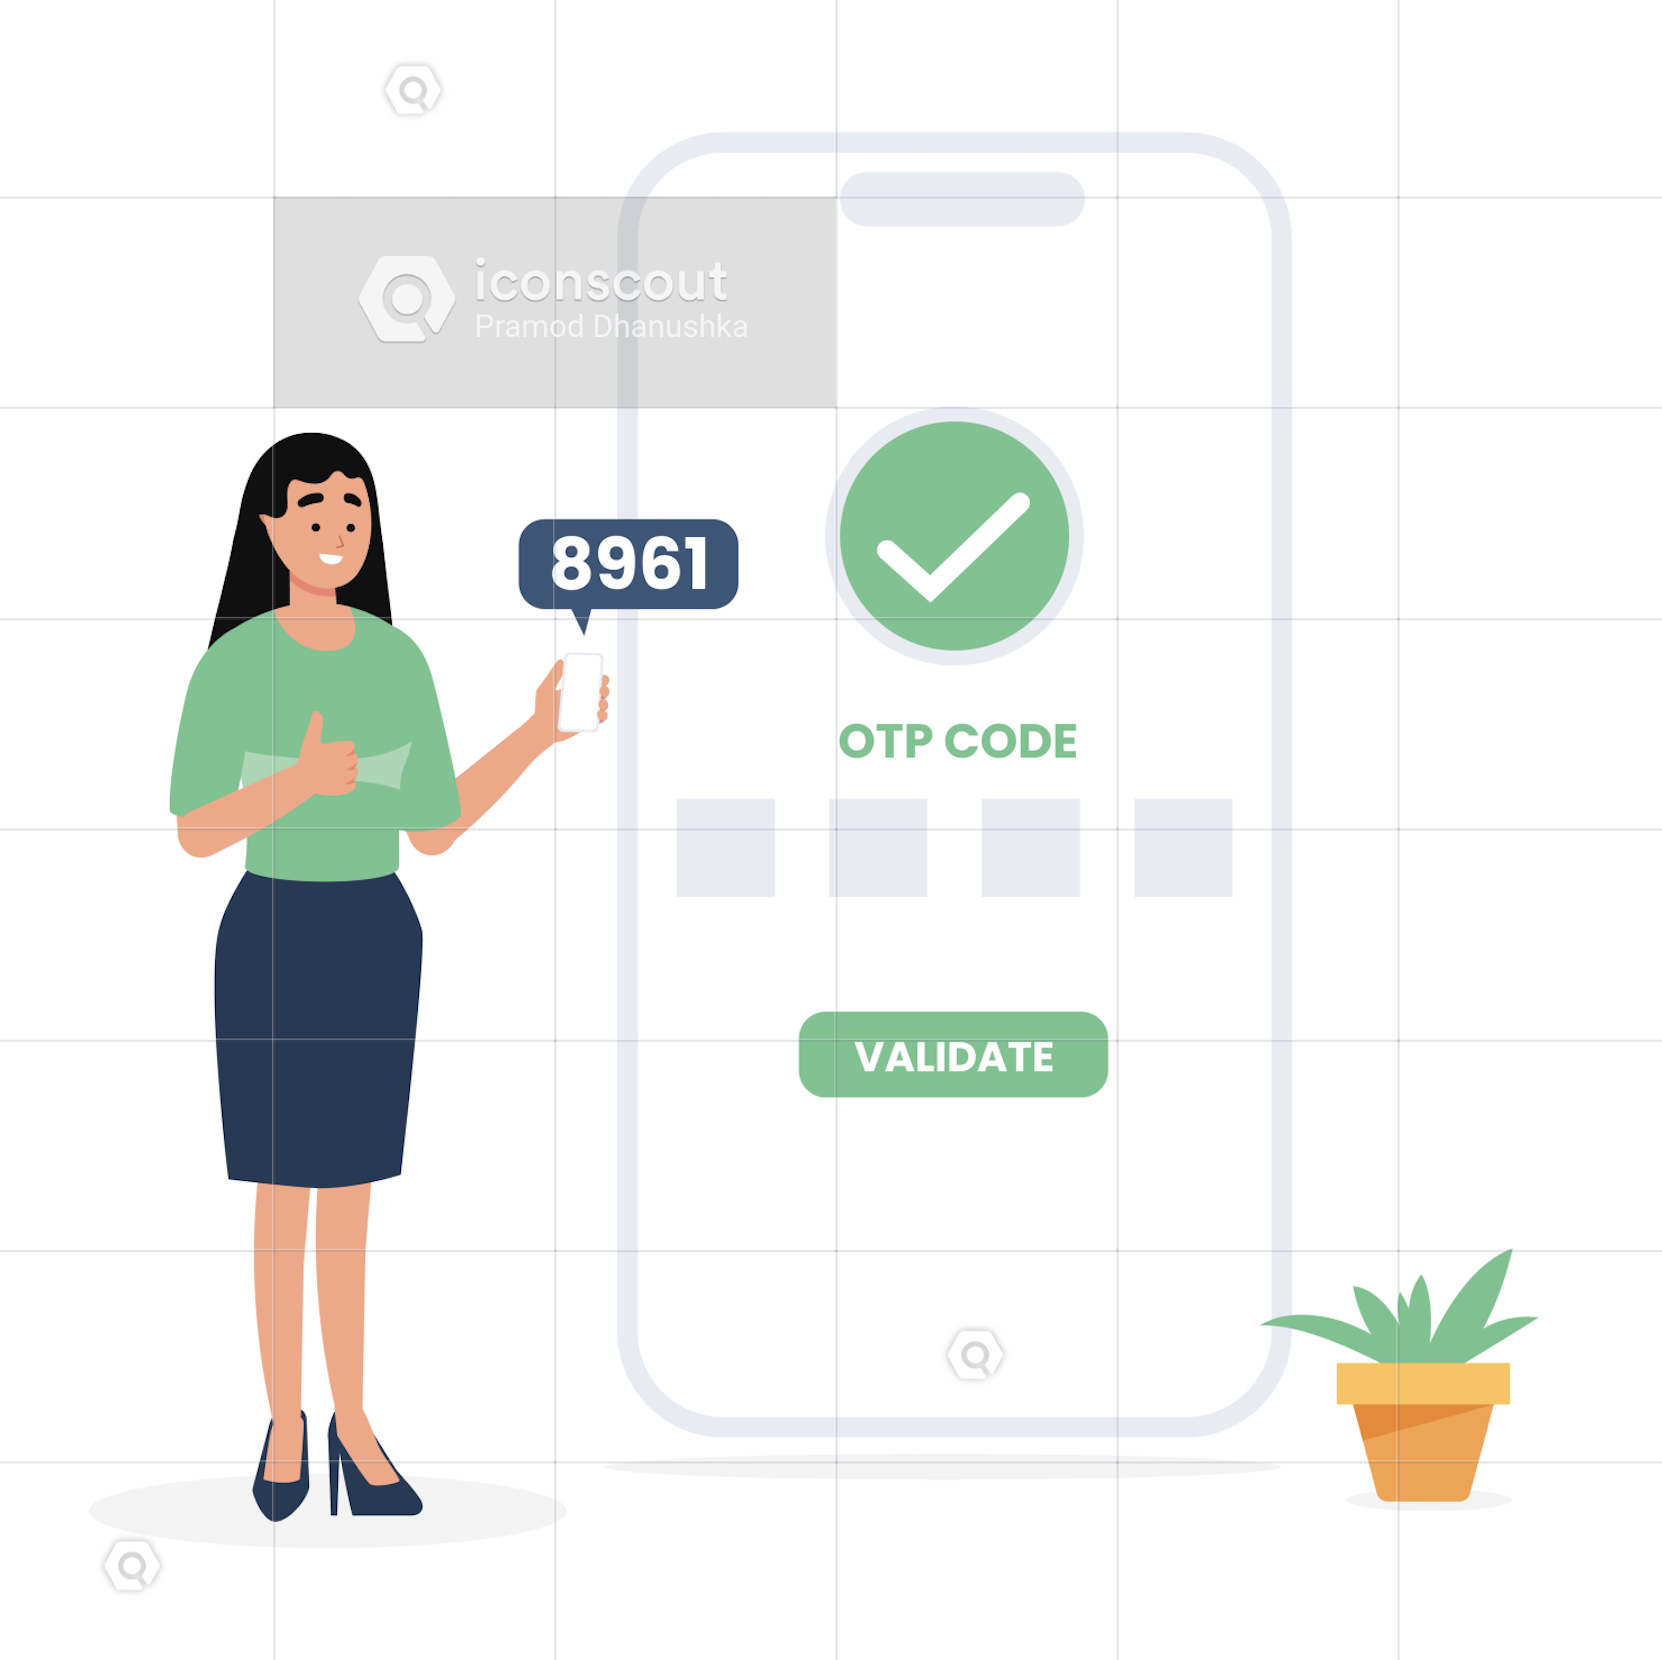 iconscout
Pramod Dhanushka
8961
OTP CODE
VALIDATE